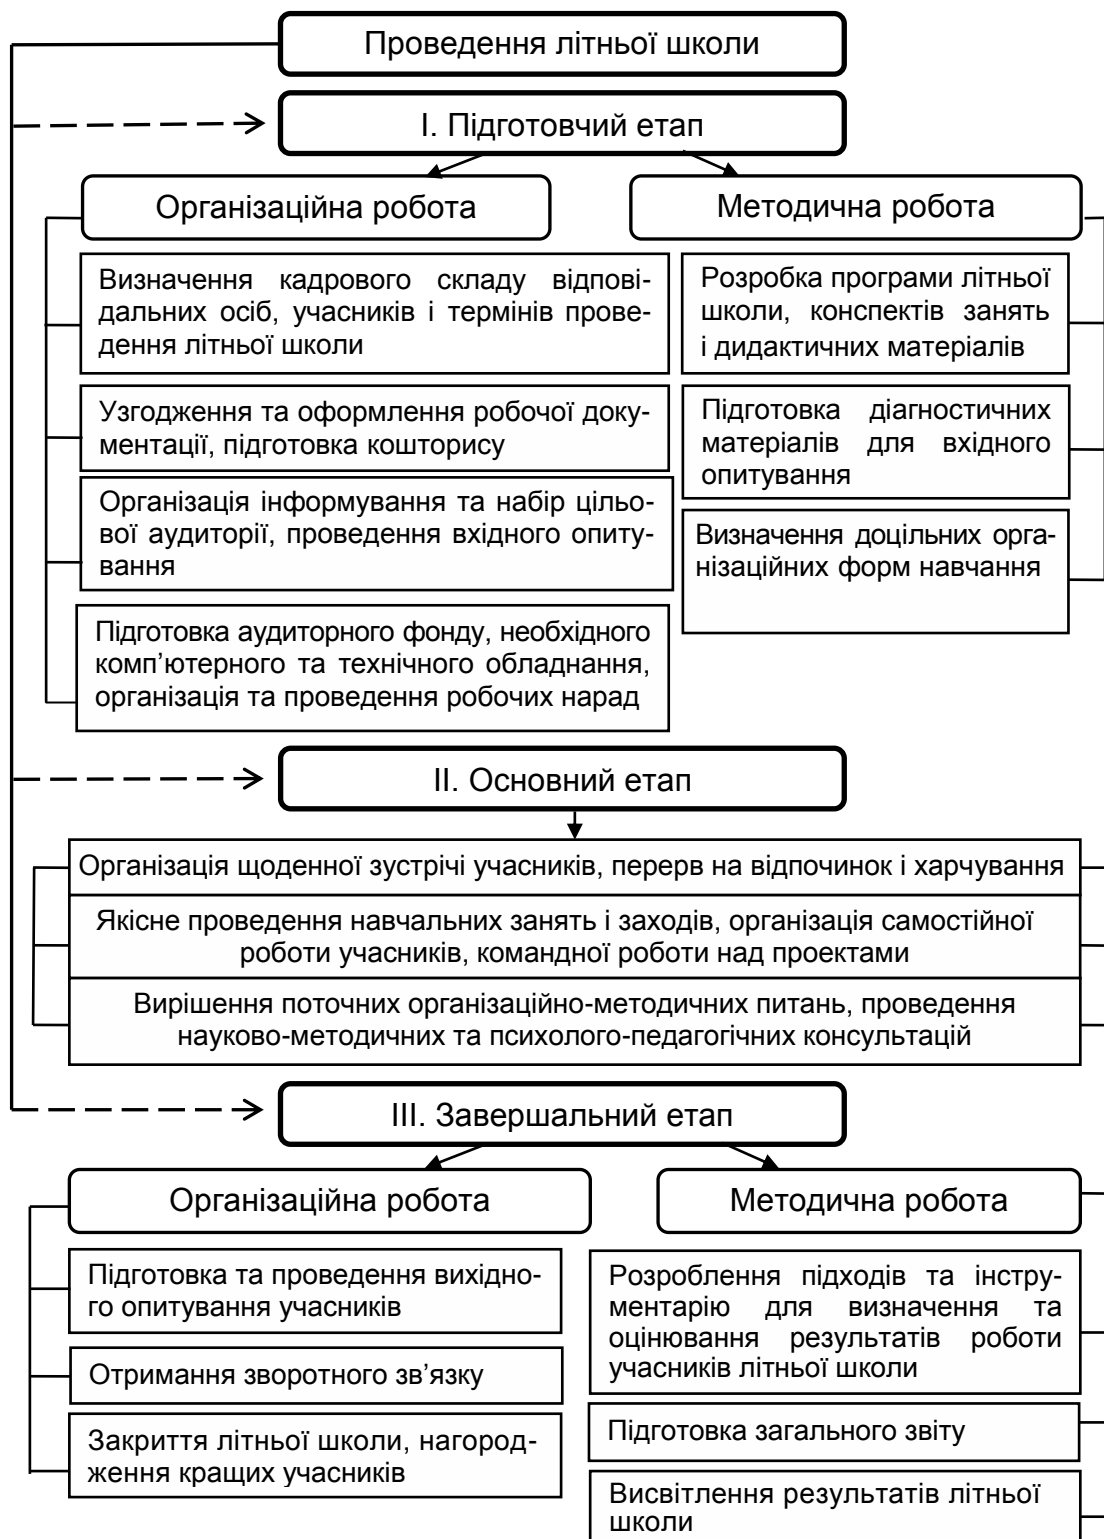 Проведення літньої школи
І. Підготовчий етап
Організаційна робота
Визначення кадрового складу відпові-
дальних осіб, учасників і термінів прове-
дення літньої школи
Узгодження та оформлення робочої доку-
ментації, підготовка кошторису
Організація інформування та набір цільо-
вої аудиторії, проведення вхідного опиту-
вання
Підготовка аудиторного фонду, необхідного
комп’ютерного та технічного обладнання,
організація та проведення робочих нарад
Методична робота
Розробка програми літньої
школи, конспектів занять
і дидактичних матеріалів
Підготовка діагностичних
матеріалів для вхідного
опитування
Визначення доцільних орга-
нізаційних форм навчання
ІІ. Основний етап
Організація щоденної зустрічі учасників, перерв на відпочинок і харчування
Якісне проведення навчальних занять і заходів, організація самостійної
роботи учасників, командної роботи над проектами
Вирішення поточних організаційно-методичних питань, проведення
науково-методичних та психолого-педагогічних консультацій
ІІІ. Завершальний етап
Організаційна робота
Підготовка та проведення вихідно-
го опитування учасників
Отримання зворотного зв’язку
Закриття літньої школи, нагород-
ження кращих учасників
Методична робота
Розроблення підходів та інстру-
ментарію для визначення та
оцінювання результатів роботи
учасників літньої школи
Підготовка загального звіту
Висвітлення результатів літньої
школи